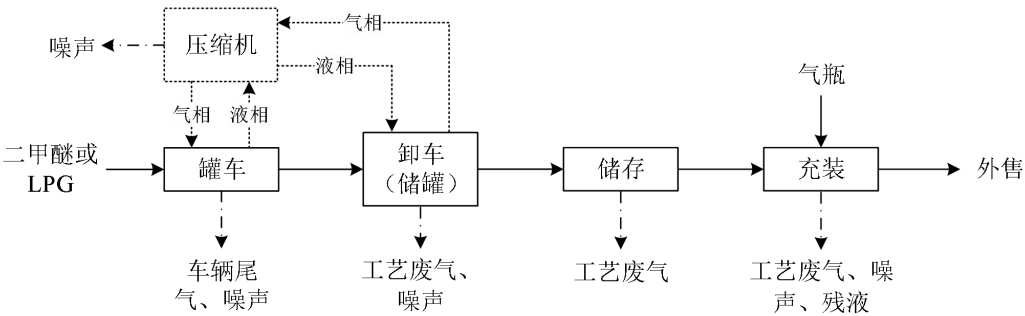 气相
噪声
压缩机
液相
气瓶
气相
液相
二甲醚或
LPG
罐车
卸车
（储罐）
储存
充装
外售
车辆尾
气、噪声
工艺废气、
噪声
工艺废气
工艺废气、噪
声、残液